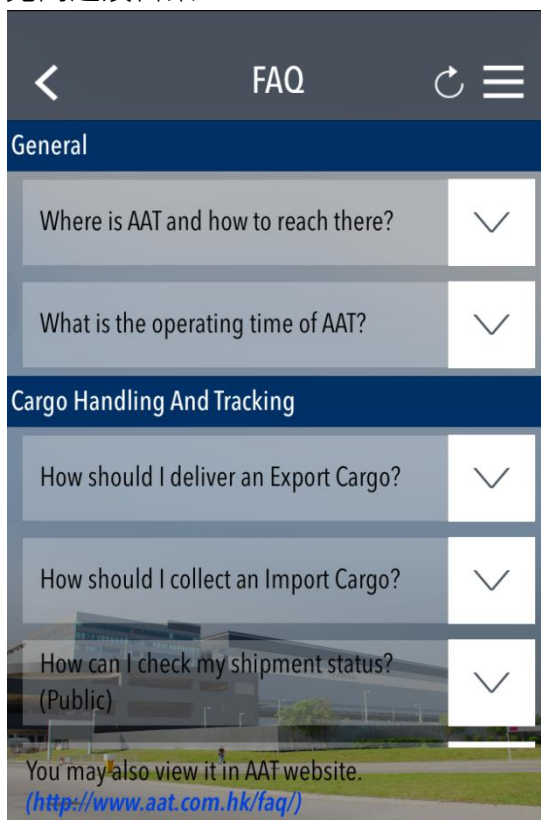 FAQ
General
Where is AAT and how to reach there?
What is the operating time of AAT?
Cargo Handling And Tracking
How should I deliver an Export Cargo?
How should I collect an Import Cargo?
How can I check my shipment status?
(Public)
You may also view it in AAT website.
(http://www.aat.com.hk/faq/)